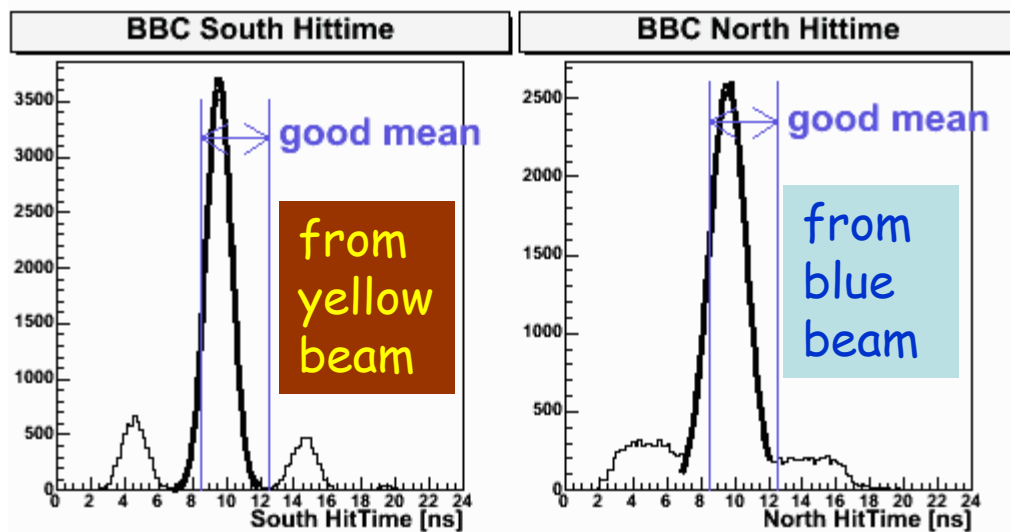 BBC South Hittime
3500
3000
2500
2000
1500
1000
500
0
0 2 4 6 8 10 12 14 16 18 20 22 24
South HitTime [ns]
good mean
from
yellow
beam
BBC North Hittime
2500
2000
1500
1000
500
0
0 2 4 6 8 10 12 14 16 18 20 22 24
North HitTime [ns]
good mean
from
blue
beam